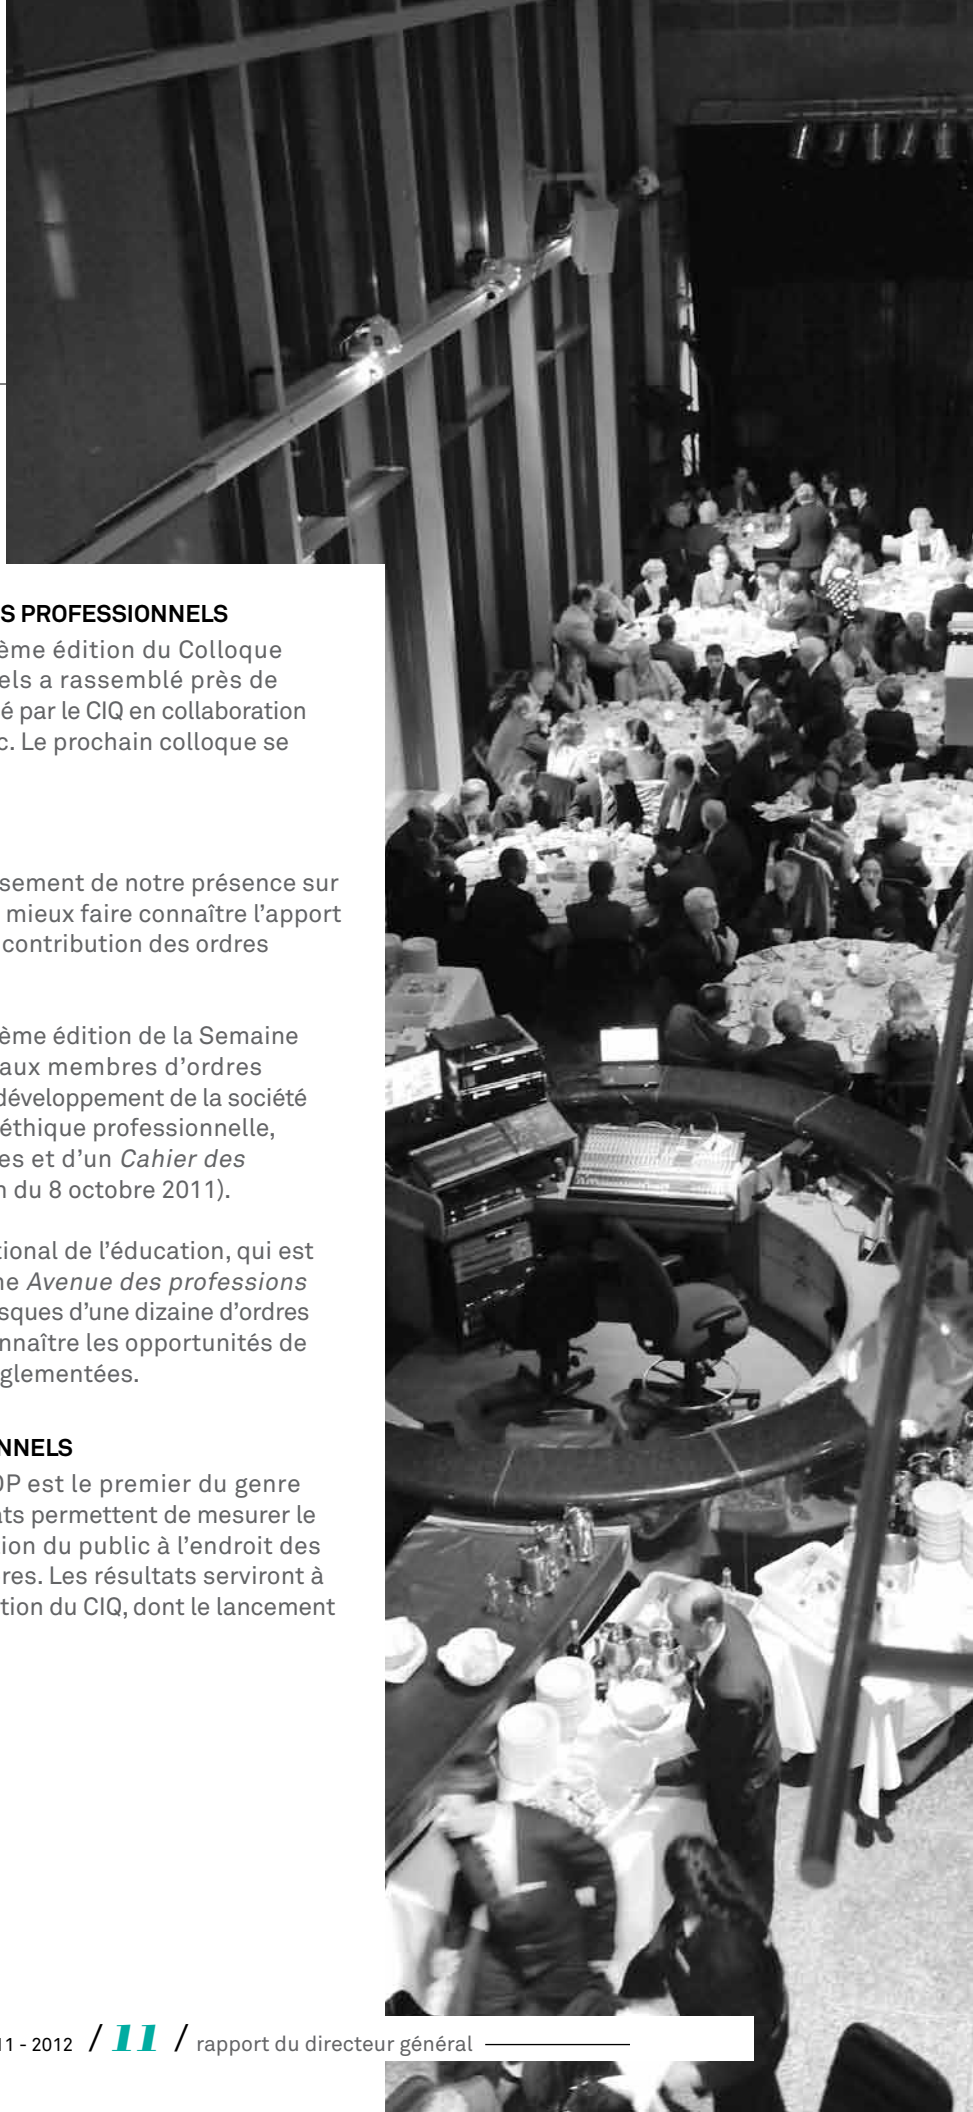 S PROFESSIONNELS
ème édition du Colloque
els a rassemblé près de
é par le CIQ en collaboration
c. Le prochain colloque se
sement de notre présence sur
mieux faire connaître l’apport
contribution des ordres
ème édition de la Semaine
aux membres d’ordres
développement de la société
éthique professionnelle,
es et d’un Cahier des
n du 8 octobre 2011).
tional de l’éducation, qui est
ne Avenue des professions
sques d’une dizaine d’ordres
nnaître les opportunités de
glementées.
NNELS
OP est le premier du genre
ats permettent de mesurer le
tion du public à l’endroit des
res. Les résultats serviront à
tion du CIQ, dont le lancement
11 - 2012 / 11 / rapport du directeur général